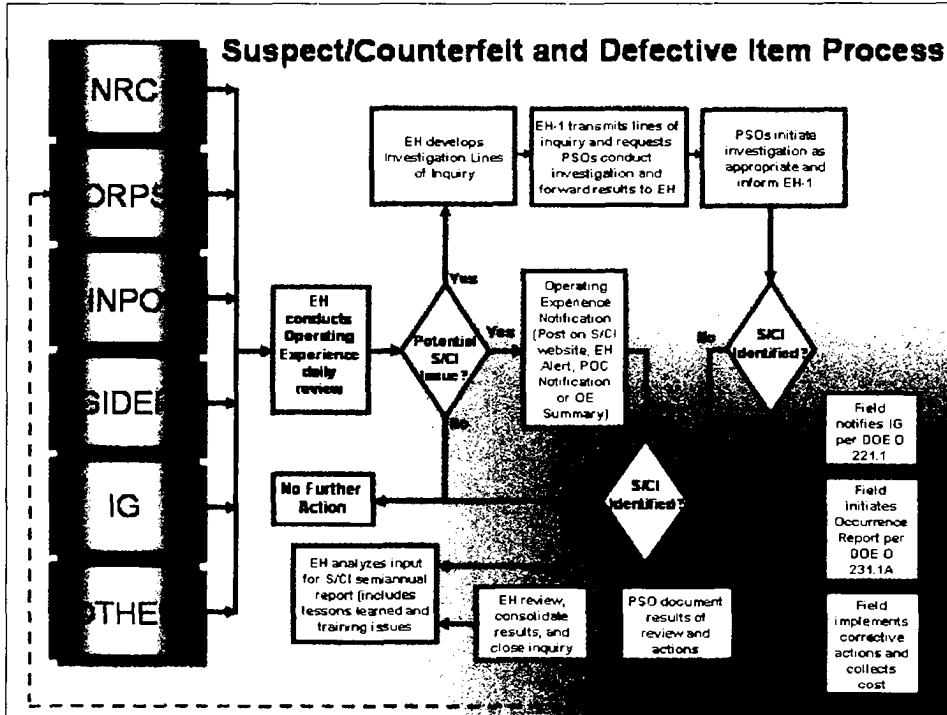 Suspect/Counterfeit and Defective Item Process
NRC
ORPS
INPO
SIDER
IG
OTHER
EH develops
Investigation Lines
of Inquiry
EH-1 transmits lines of
inquiry and requests
PSOs conduct
investigation and
forward results to EH
PSOs initiate
investigation as
appropriate and
inform EH-1
Yes
EH
conducts
Operating
Experience
daily
review
Potential
S/CI
Issue?
Yes
No
Operating
Experience
Notification
(Post on S/CI
website, EH
Alert, POC
Notification
or OE
Summary)
No
S/CI
Identified?
Field
notifies IG
per DOE O
221.1
No Further
Action
S/CI
Identified?
Field
Initiates
Occurrence
Report per
DOE O
231.1A
EH analyzes input
for S/CI semiannual
report (includes
lessons learned and
training issues
EH review,
consolidate
results, and
close inquiry
PSO document
results of
review and
actions
Field
implements
corrective
actions and
collects
cost